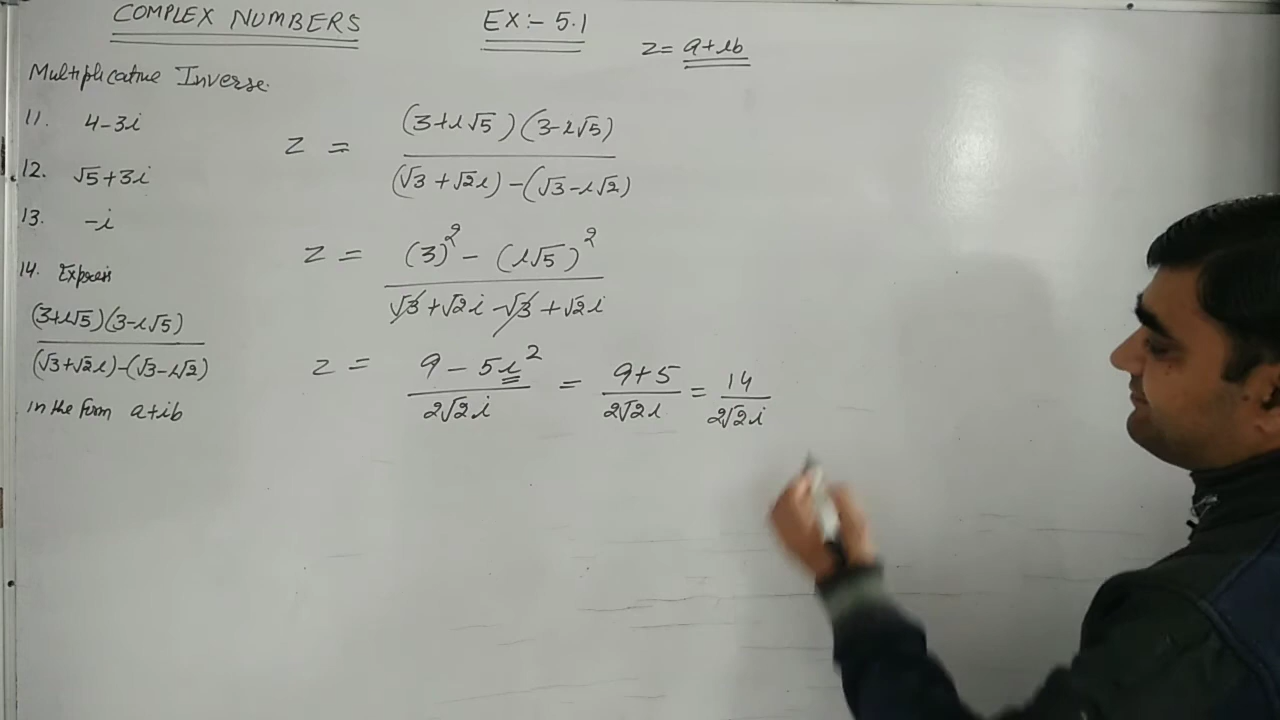 COMPLEX NUMBERS
EX:- 5.1
z = a+ib
Multiplicative Inverse.
11. 4-3i
12. √5+3i
13. -i
14. Express
(3+i√5)(3-i√5)
(√3+√2i)-(√3-i√2)
in the form a+ib
z = (3+i√5)(3-i√5)
(√3+√2i)-(√3-i√2)
z = (3)² - (i√5)²
√3+√2i-√3+√2i
z = 9-5i² = 9+5 = 14
2√2i 2√2i 2√2i